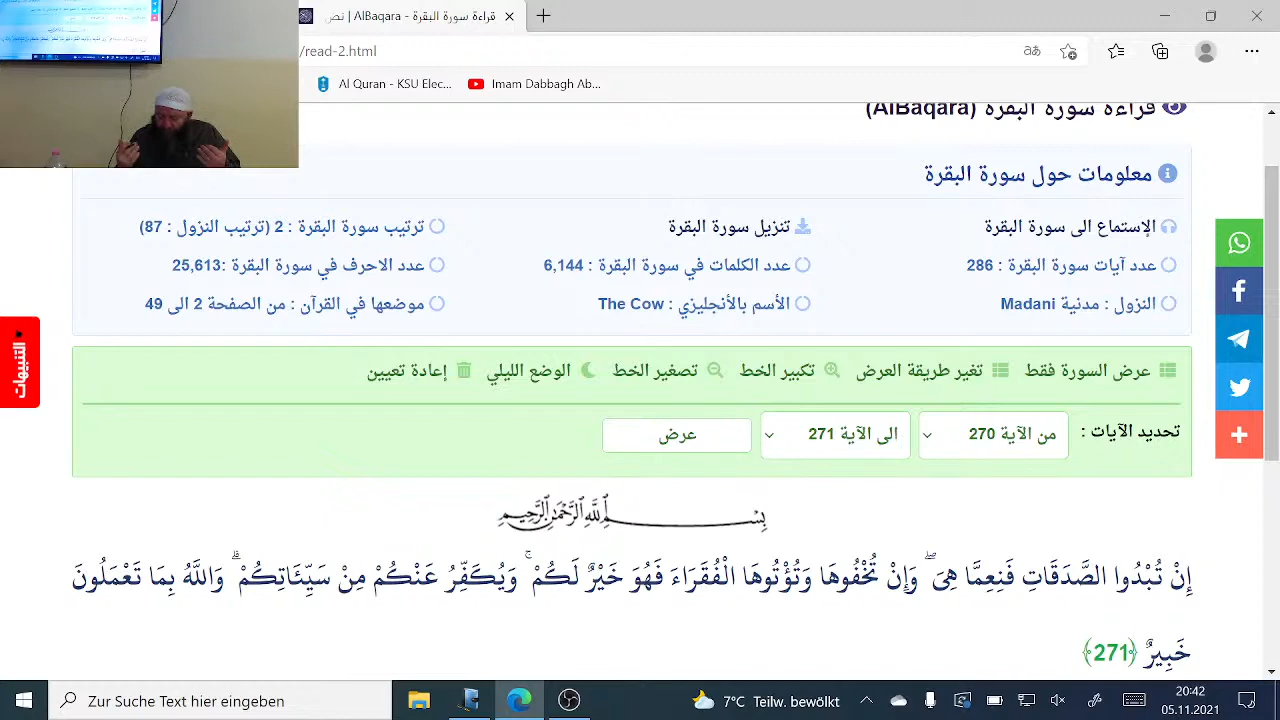 قراءة سورة البقرة - AlBaqara | نص
/read-2.html
Al Quran - KSU Elec...
Imam Dabbagh Ab...
قراءة سورة البقرة (AlBaqara)
معلومات حول سورة البقرة
الإستماع الى سورة البقرة
تنزيل سورة البقرة
ترتيب سورة البقرة : 2 (ترتيب النزول : 87)
عدد آيات سورة البقرة : 286
عدد الكلمات في سورة البقرة : 6,144
عدد الاحرف في سورة البقرة :25,613
النزول : مدنية Madani
الأسم بالأنجليزي : The Cow
موضعها في القرآن : من الصفحة 2 الى 49
التنبيهات
عرض السورة فقط
تغير طريقة العرض
تكبير الخط
تصغير الخط
الوضع الليلي
إعادة تعيين
تحديد الآيات :
من الآية 270
الى الآية 271
عرض
بِسْمِ ٱللَّهِ ٱلرَّحْمَٰنِ ٱلرَّحِيمِ
إِنْ تُبْدُوا الصَّدَقَاتِ فَنِعِمَّا هِيَ ۖ وَإِنْ تُخْفُوهَا وَتُؤْتُوهَا الْفُقَرَاءَ فَهُوَ خَيْرٌ لَكُمْ ۚ وَيُكَفِّرُ عَنْكُمْ مِنْ سَيِّئَاتِكُمْ ۗ وَاللَّهُ بِمَا تَعْمَلُونَ
خَبِيرٌ ﴿271﴾
Zur Suche Text hier eingeben
7°C Teilw. bewölkt
20:42
05.11.2021